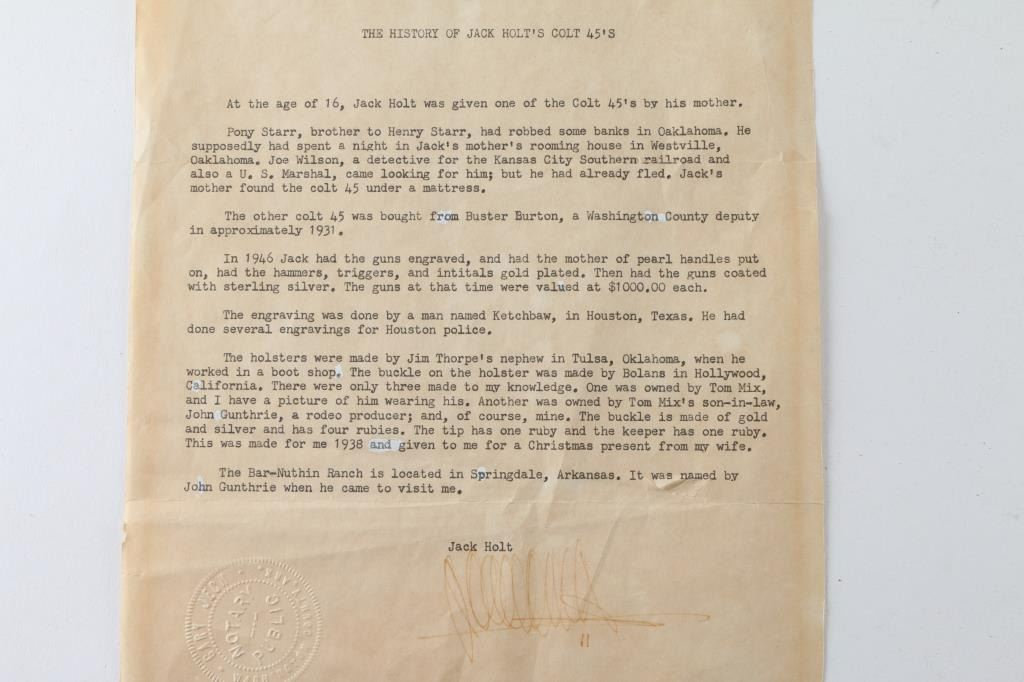 THE HISTORY OF JACK HOLT'S COLT 45'S
At the age of 16, Jack Holt was given one of the Colt 45's by his mother.
Pony Starr, brother to Henry Starr, had robbed some banks in Oaklahoma. He
supposedly had spent a night in Jack's mother's rooming house in Westville,
Oaklahoma. Joe Wilson, a detective for the Kansas City Southern railroad and
also a U. S. Marshal, came looking for him; but he had already fled. Jack's
mother found the colt 45 under a mattress.
The other colt 45 was bought from Buster Burton, a Washington County deputy
in approximately 1931.
In 1946 Jack had the guns engraved, and had the mother of pearl handles put
on, had the hammers, triggers, and intitals gold plated. Then had the guns coated
with sterling silver. The guns at that time were valued at $1000.00 each.
The engraving was done by a man named Ketchbaw, in Houston, Texas. He had
done several engravings for Houston police.
The holsters were made by Jim Thorpe's nephew in Tulsa, Oklahoma, when he
worked in a boot shop. The buckle on the holster was made by Bolans in Hollywood,
California. There were only three made to my knowledge. One was owned by Tom Mix,
and I have a picture of him wearing his. Another was owned by Tom Mix's son-in-law,
John Gunthrie, a rodeo producer; and, of course, mine. The buckle is made of gold
and silver and has four rubies. The tip has one ruby and the keeper has one ruby.
This was made for me 1938 and given to me for a Christmas present from my wife.
The Bar-Nuthin Ranch is located in Springdale, Arkansas. It was named by
John Gunthrie when he came to visit me.
Jack Holt
NOTARY
PUBLIC